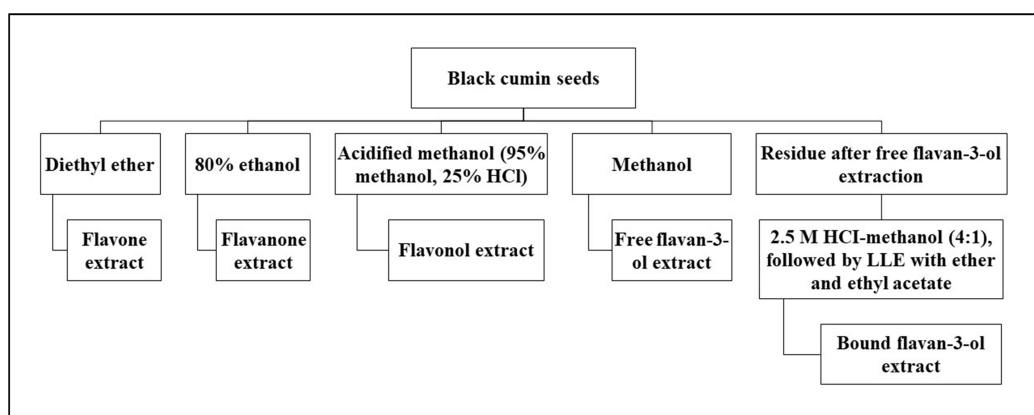 Black cumin seeds
Diethyl ether
80% ethanol
Acidified methanol (95%
methanol, 25% HCl)
Methanol
Residue after free flavan-3-ol
extraction
Flavone
extract
Flavanone
extract
Flavonol extract
Free flavan-3-
ol extract
2.5 M HCI-methanol (4:1),
followed by LLE with ether
and ethyl acetate
Bound flavan-3-ol
extract